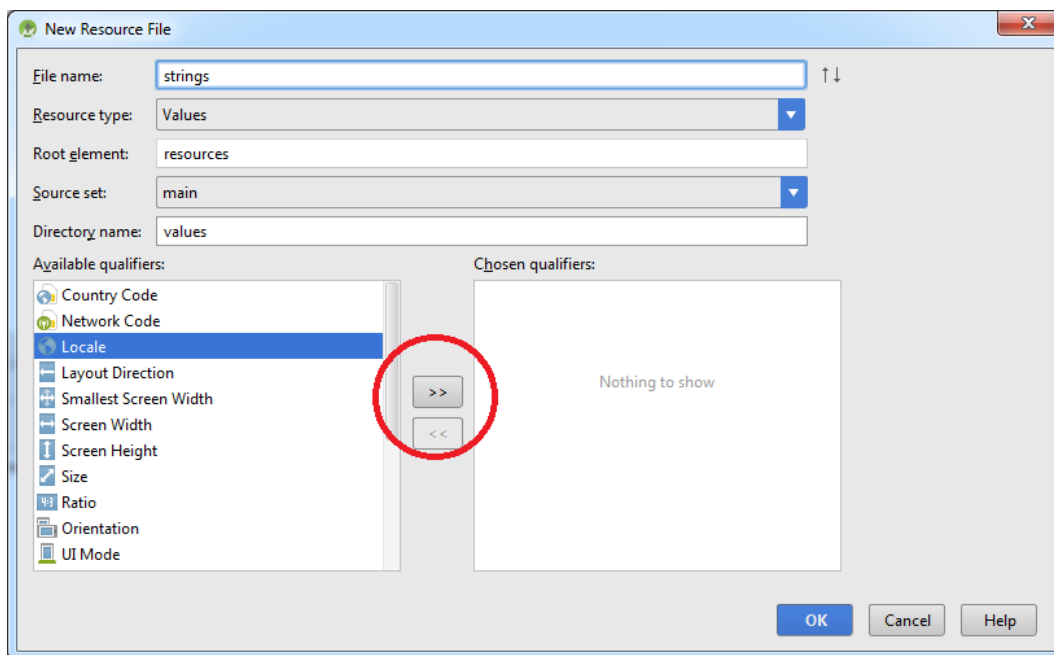 New Resource File
File name: strings
Resource type: Values
Root element: resources
Source set: main
Directory name: values
Available qualifiers: Chosen qualifiers:
Country Code
Network Code
Locale
Layout Direction
>> Nothing to show
Smallest Screen Width
Screen Width
<<
Screen Height
Size
4:3 Ratio
Orientation
UI Mode
OK Cancel Help